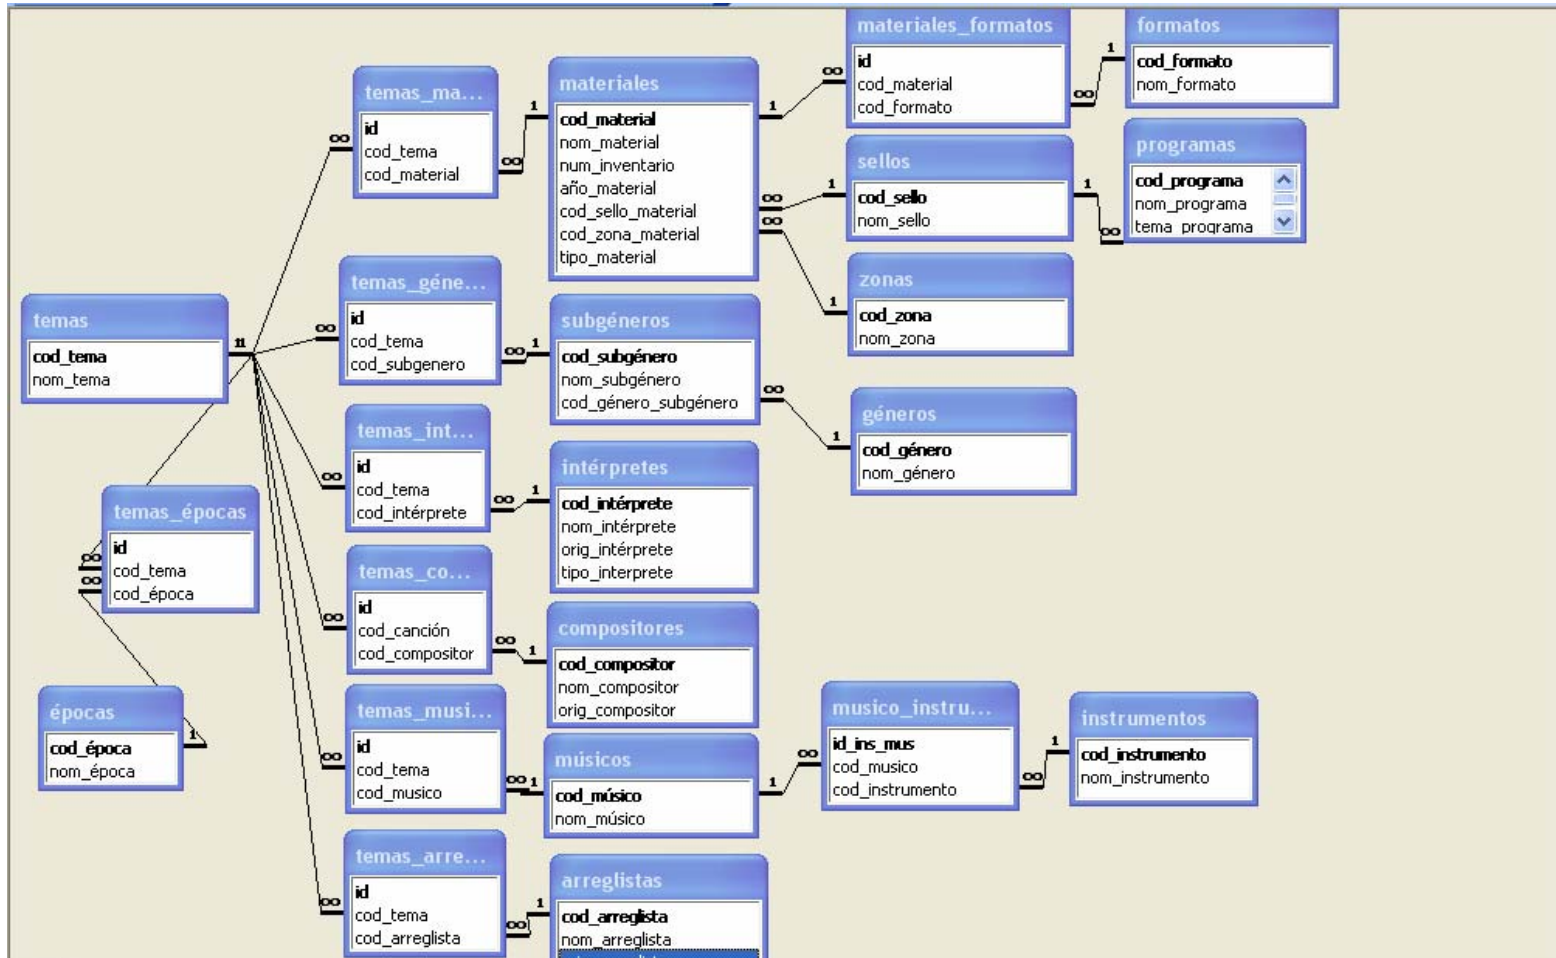 materiales_formatos
id
cod_material
cod_formato
formatos
cod_formato
nom_formato
temas_ma...
id
cod_tema
cod_material
materiales
cod_material
nom_material
num_inventario
año_material
cod_sello_material
cod_zona_material
tipo_material
sellos
cod_sello
nom_sello
programas
cod_programa
nom_programa
tema_programa
zonas
cod_zona
nom_zona
temas
cod_tema
nom_tema
temas_géne...
id
cod_tema
cod_subgenero
subgéneros
cod_subgénero
nom_subgénero
cod_género_subgénero
géneros
cod_género
nom_género
temas_int...
id
cod_tema
cod_intérprete
intérpretes
cod_intérprete
nom_intérprete
orig_intérprete
tipo_interprete
temas_épocas
id
cod_tema
cod_época
temas_co...
id
cod_canción
cod_compositor
compositores
cod_compositor
nom_compositor
orig_compositor
épocas
cod_época
nom_época
temas_musi...
id
cod_tema
cod_musico
músicos
cod_músico
nom_músico
musico_instru...
id_ins_mus
cod_musico
cod_instrumento
instrumentos
cod_instrumento
nom_instrumento
temas_arre...
id
cod_tema
cod_arreglista
arreglistas
cod_arreglista
nom_arreglista